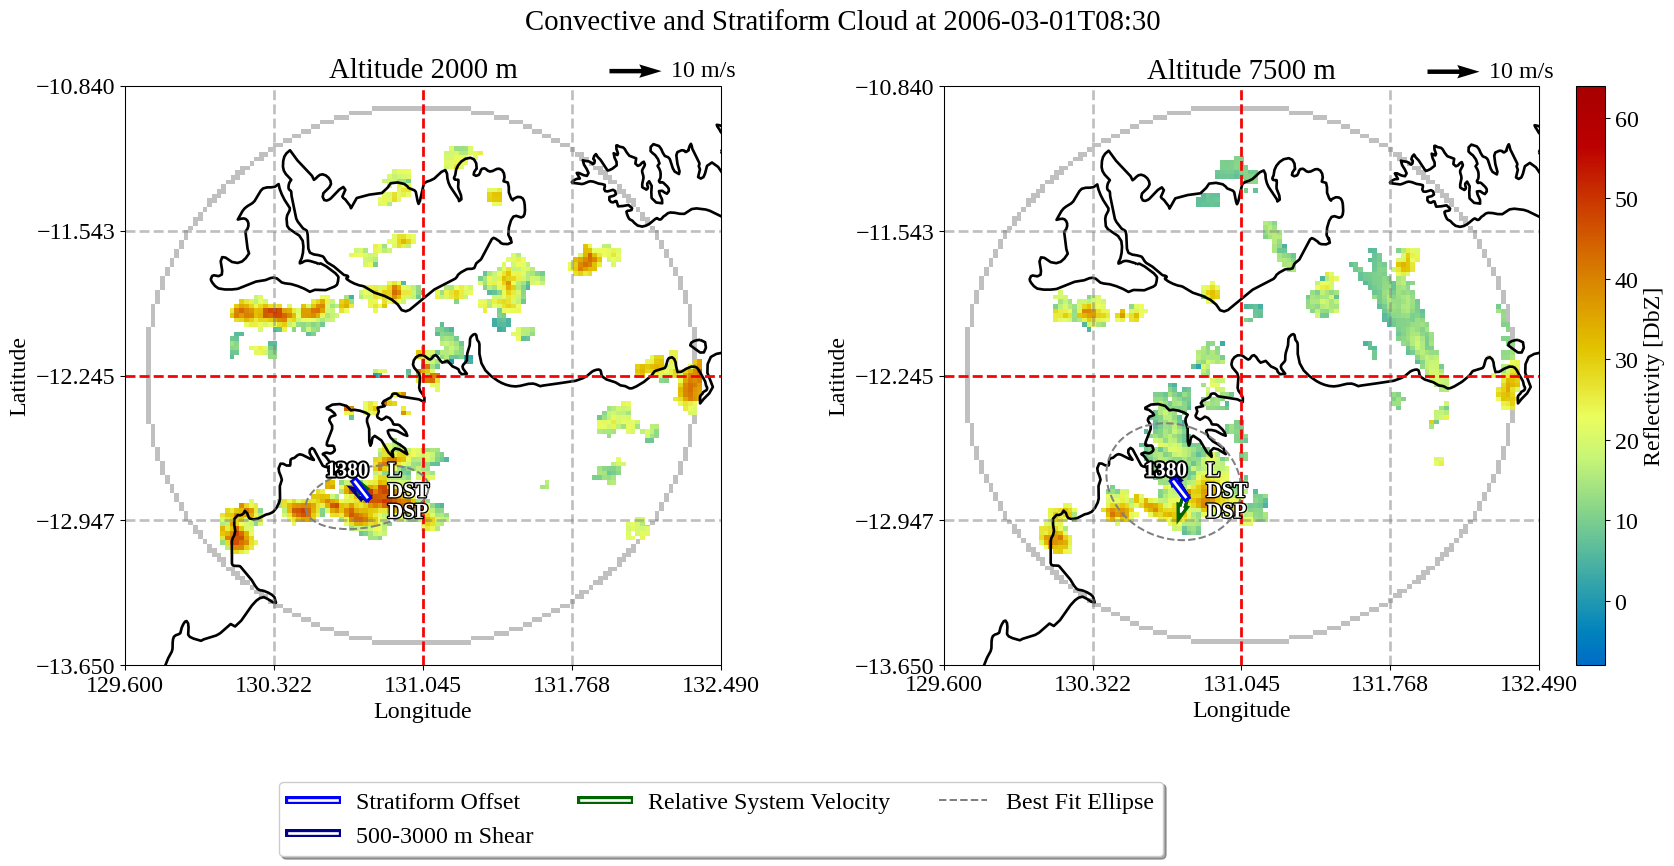 Convective and Stratiform Cloud at 2006-03-01T08:30
Altitude 2000 m
10 m/s
−10.840
−11.543
−12.245
−12.947
−13.650
129.600
130.322
131.045
131.768
132.490
Latitude
Longitude
1380
L
DST
DSP
Altitude 7500 m
10 m/s
−10.840
−11.543
−12.245
−12.947
−13.650
129.600
130.322
131.045
131.768
132.490
Latitude
Longitude
1380
L
DST
DSP
60
50
40
30
20
10
0
Reflectivity [DbZ]
Stratiform Offset
500-3000 m Shear
Relative System Velocity
Best Fit Ellipse